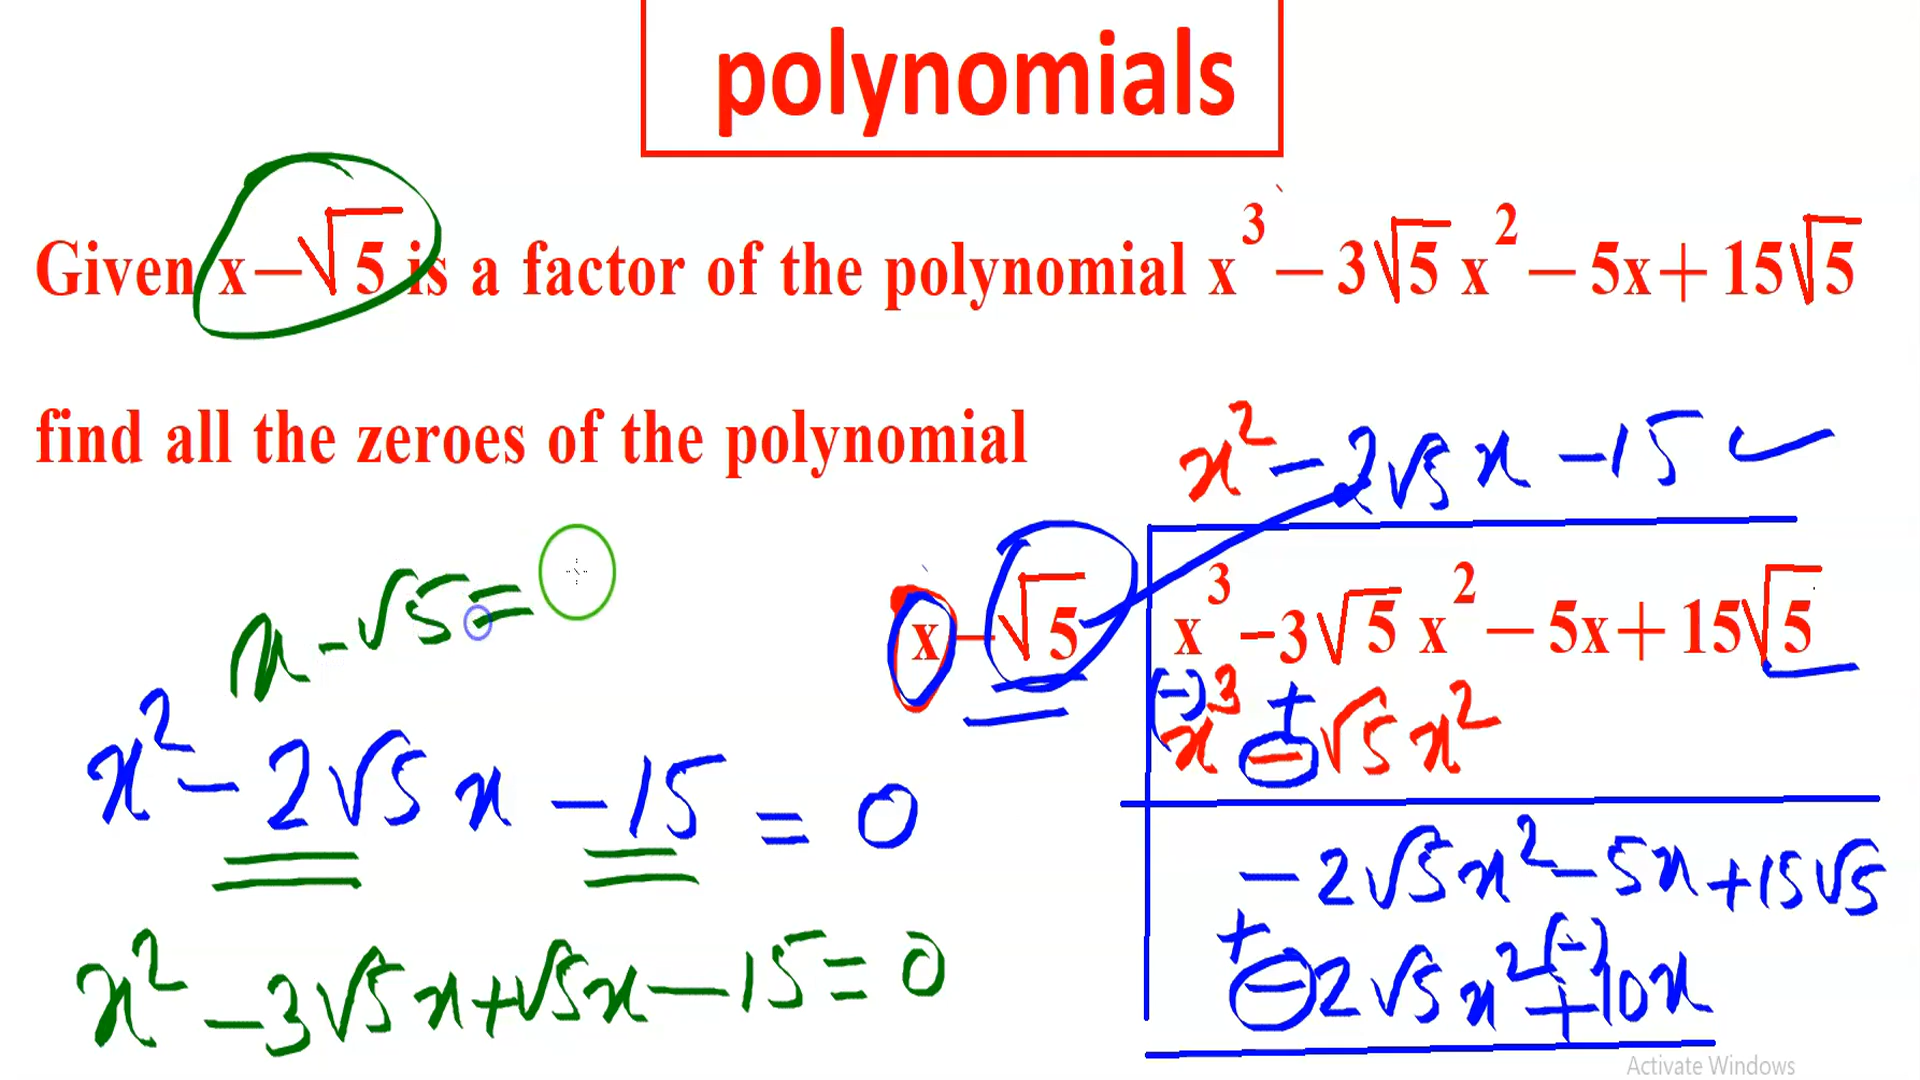 polynomials
Given x − √5 is a factor of the polynomial x³ − 3√5 x² − 5x + 15√5
find all the zeroes of the polynomial
x² − 2√5 x − 15
x − √5 =
x − √5
x³ − 3√5 x² − 5x + 15√5
(−) +
x³ − √5 x²
x² − 2√5 x − 15 = 0
− 2√5 x² − 5x + 15√5
+ (−)
− 2√5 x² + 10x
x² − 3√5 x + √5 x − 15 = 0
Activate Windows